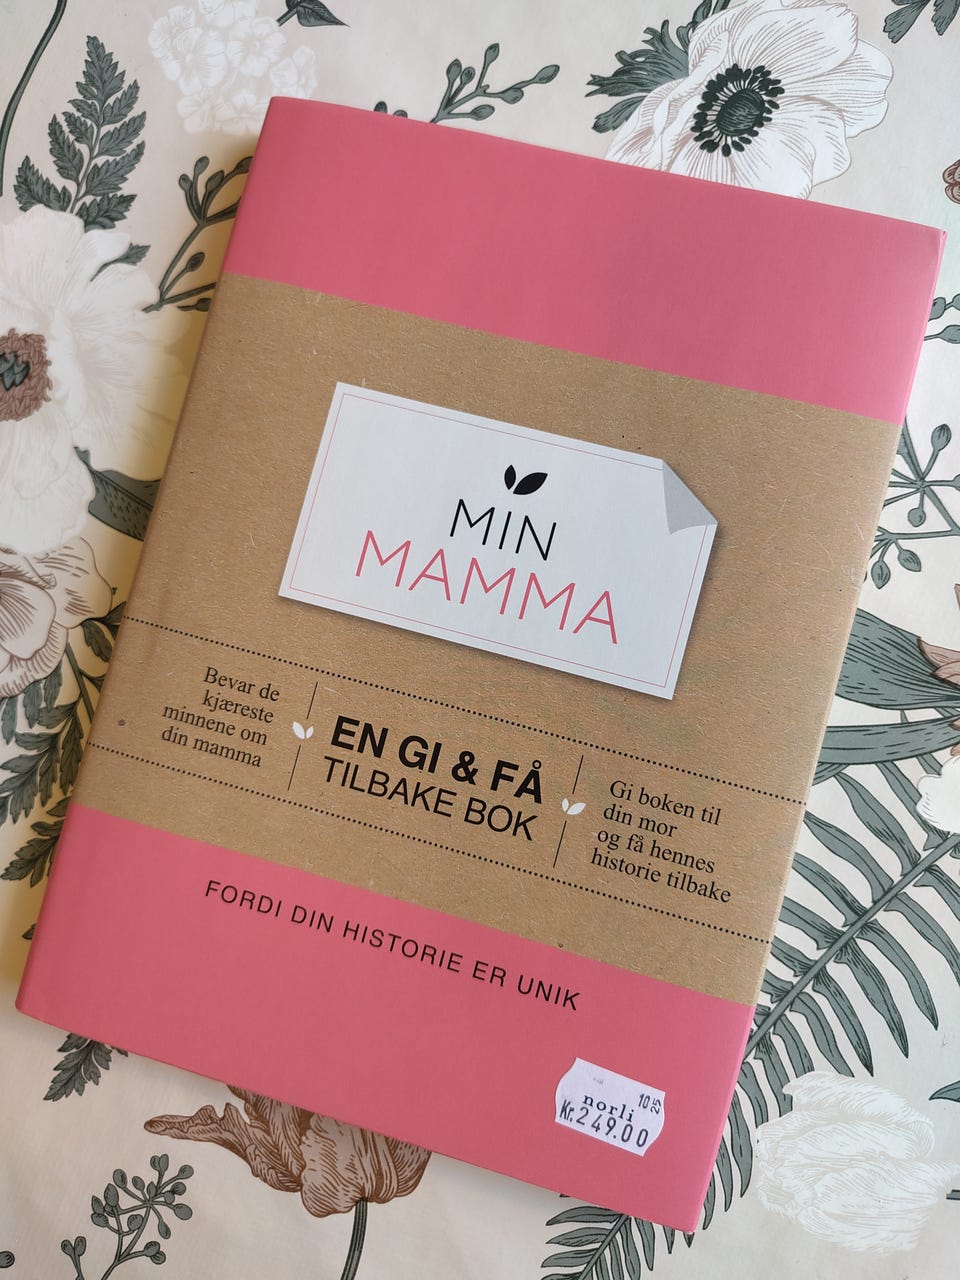 MIN
MAMMA
Bevar de
kjæreste
minnene om
din mamma
EN GI & FÅ
TILBAKE BOK
Gi boken til
din mor
og få hennes
historie tilbake
FORDI DIN HISTORIE ER UNIK
10
25
norli
Kr.249.00